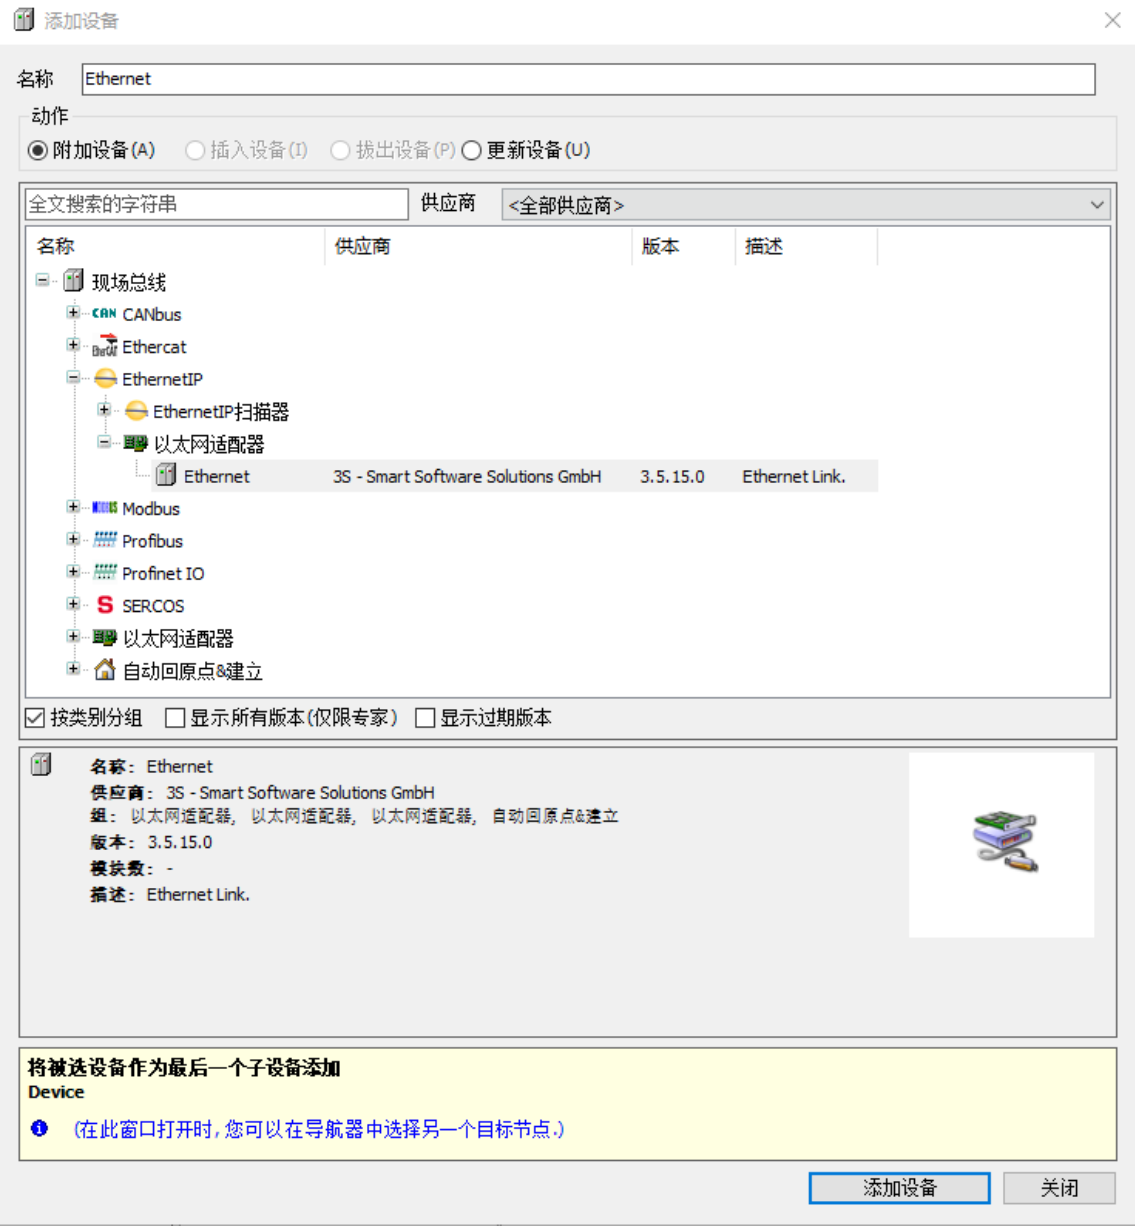 添加设备
名称 Ethernet
动作
附加设备(A) 插入设备(I) 拔出设备(P) 更新设备(U)
全文搜索的字符串 供应商 <全部供应商>
名称 供应商 版本 描述
现场总线
CAN CANbus
EtherCAT Ethercat
EthernetIP
EthernetIP扫描器
以太网适配器
Ethernet 3S - Smart Software Solutions GmbH 3.5.15.0 Ethernet Link.
Modbus
Profibus
Profinet IO
S SERCOS
以太网适配器
自动回原点&建立
按类别分组 显示所有版本(仅限专家) 显示过期版本
名称: Ethernet
供应商: 3S - Smart Software Solutions GmbH
组: 以太网适配器, 以太网适配器, 以太网适配器, 自动回原点&建立
版本: 3.5.15.0
模块数: -
描述: Ethernet Link.
将被选设备作为最后一个子设备添加
Device
(在此窗口打开时,您可以在导航器中选择另一个目标节点.)
添加设备 关闭